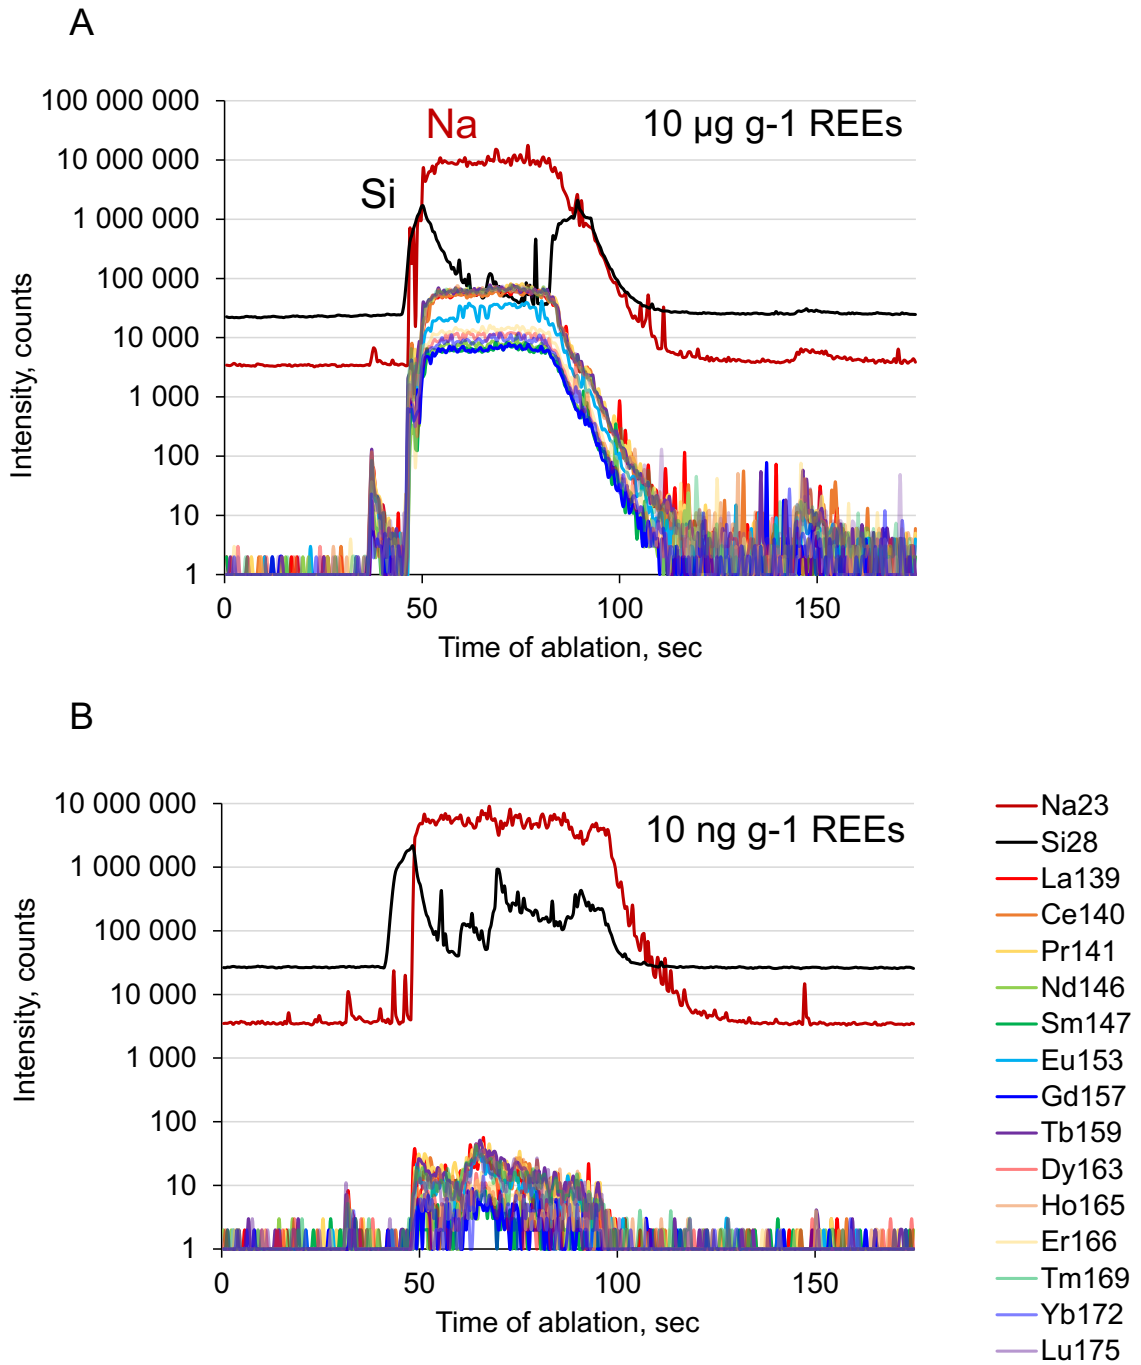 A
100 000 000
10 000 000
1 000 000
100 000
10 000
1 000
100
10
1
Intensity, counts
Na
Si
10 µg g-1 REEs
0 50 100 150
Time of ablation, sec
B
10 000 000
1 000 000
100 000
10 000
1 000
100
10
1
Intensity, counts
10 ng g-1 REEs
0 50 100 150
Time of ablation, sec
Na23
Si28
La139
Ce140
Pr141
Nd146
Sm147
Eu153
Gd157
Tb159
Dy163
Ho165
Er166
Tm169
Yb172
Lu175